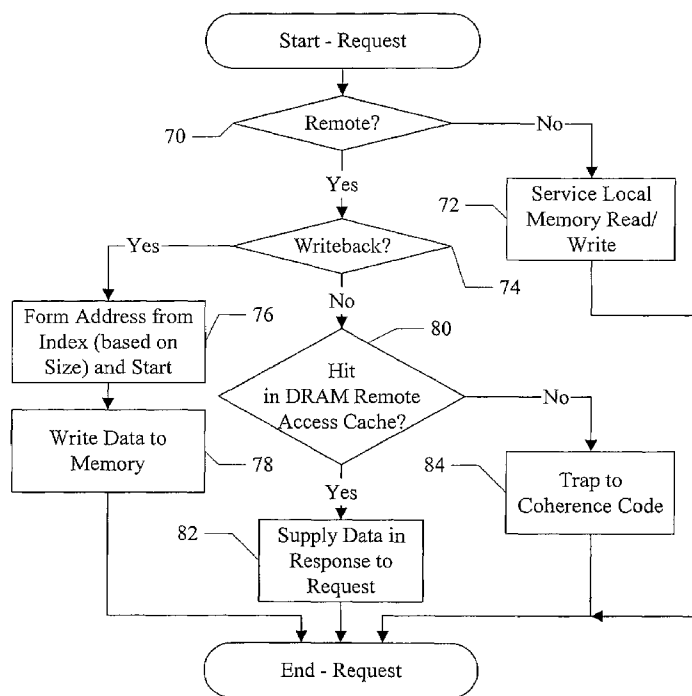 Start - Request
Remote?
70
No
Yes
Service Local
Memory Read/
Write
72
Yes
Writeback?
74
No
Form Address from
Index (based on
Size) and Start
76
80
Hit
in DRAM Remote
Access Cache?
No
Write Data to
Memory
78
Yes
84
Trap to
Coherence Code
82
Supply Data in
Response to
Request
End - Request